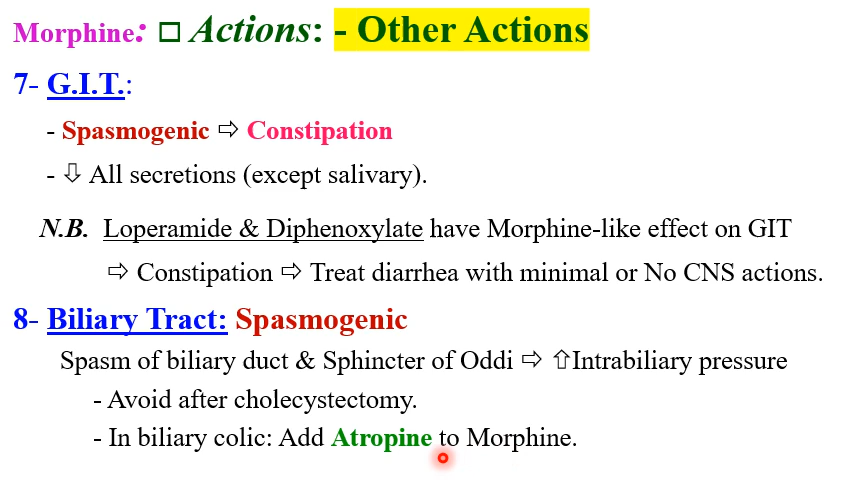 Morphine: □ Actions: - Other Actions
7- G.I.T.:
- Spasmogenic ⇨ Constipation
- ⇩ All secretions (except salivary).
N.B. Loperamide & Diphenoxylate have Morphine-like effect on GIT
⇨ Constipation ⇨ Treat diarrhea with minimal or No CNS actions.
8- Biliary Tract: Spasmogenic
Spasm of biliary duct & Sphincter of Oddi ⇨ ⇧Intrabiliary pressure
- Avoid after cholecystectomy.
- In biliary colic: Add Atropine to Morphine.